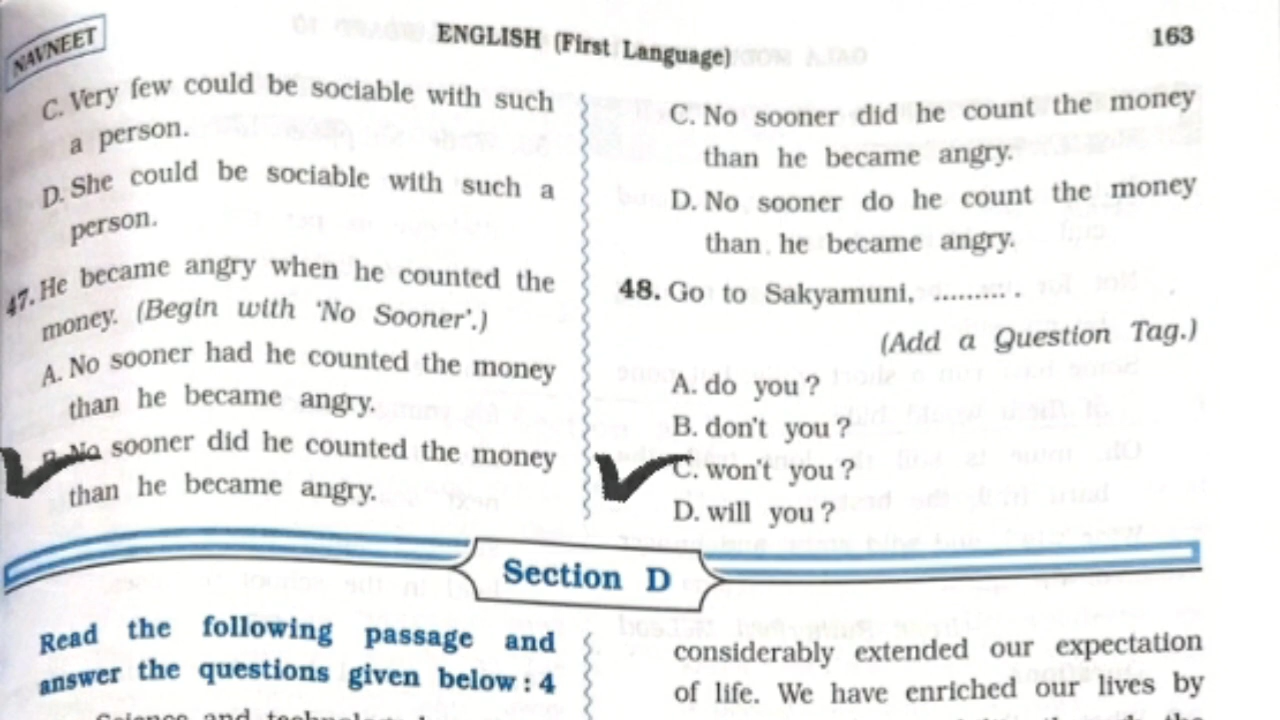 NAVNEET
ENGLISH (First Language)
163
C. Very few could be sociable with such
a person.
D. She could be sociable with such a
person.
47. He became angry when he counted the
money. (Begin with 'No Sooner'.)
A. No sooner had he counted the money
than he became angry.
No sooner did he counted the money
than he became angry.
C. No sooner did he count the money
than he became angry.
D. No sooner do he count the money
than he became angry.
48. Go to Sakyamuni, .......... .
(Add a Question Tag.)
A. do you?
B. don't you?
C. won't you?
D. will you?
Section D
Read the following passage and
answer the questions given below : 4
Science and technology
considerably extended our expectation
of life. We have enriched our lives by